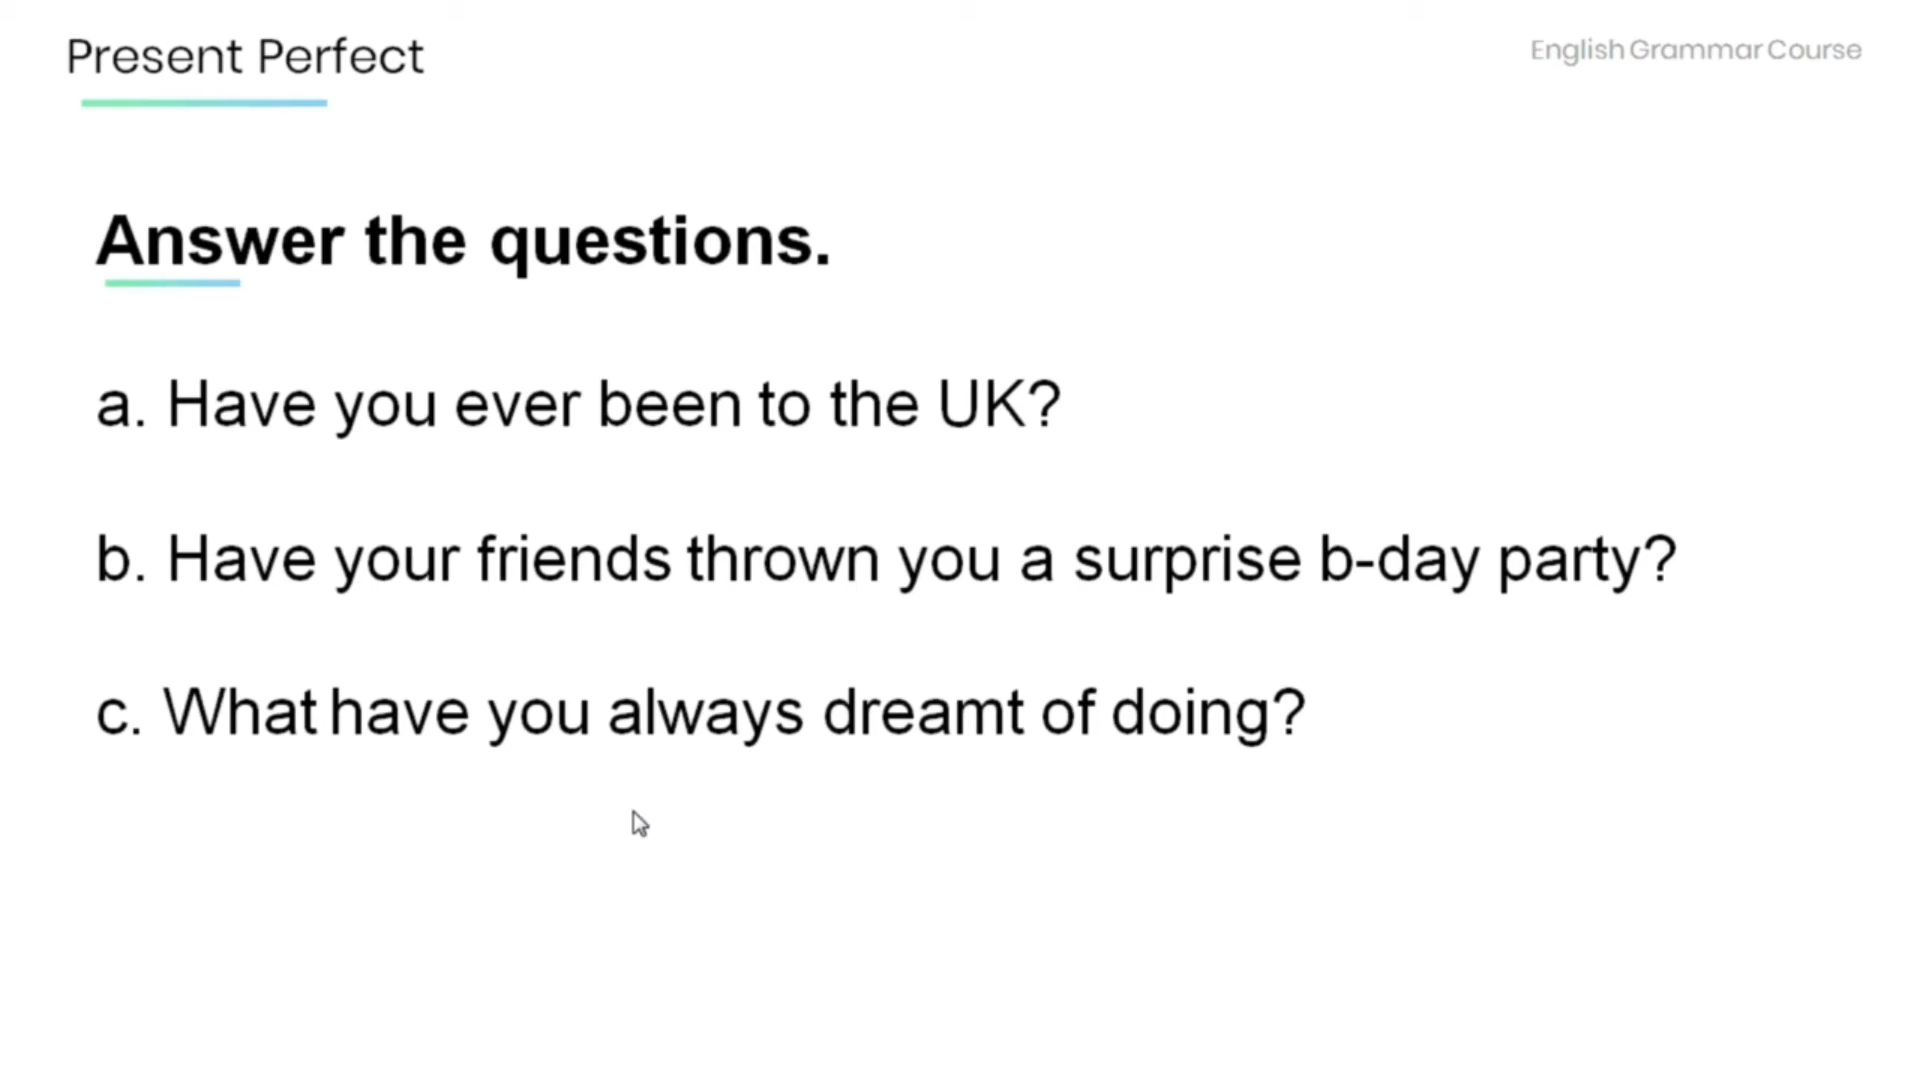 Present Perfect
English Grammar Course
Answer the questions.
a. Have you ever been to the UK?
b. Have your friends thrown you a surprise b-day party?
c. What have you always dreamt of doing?